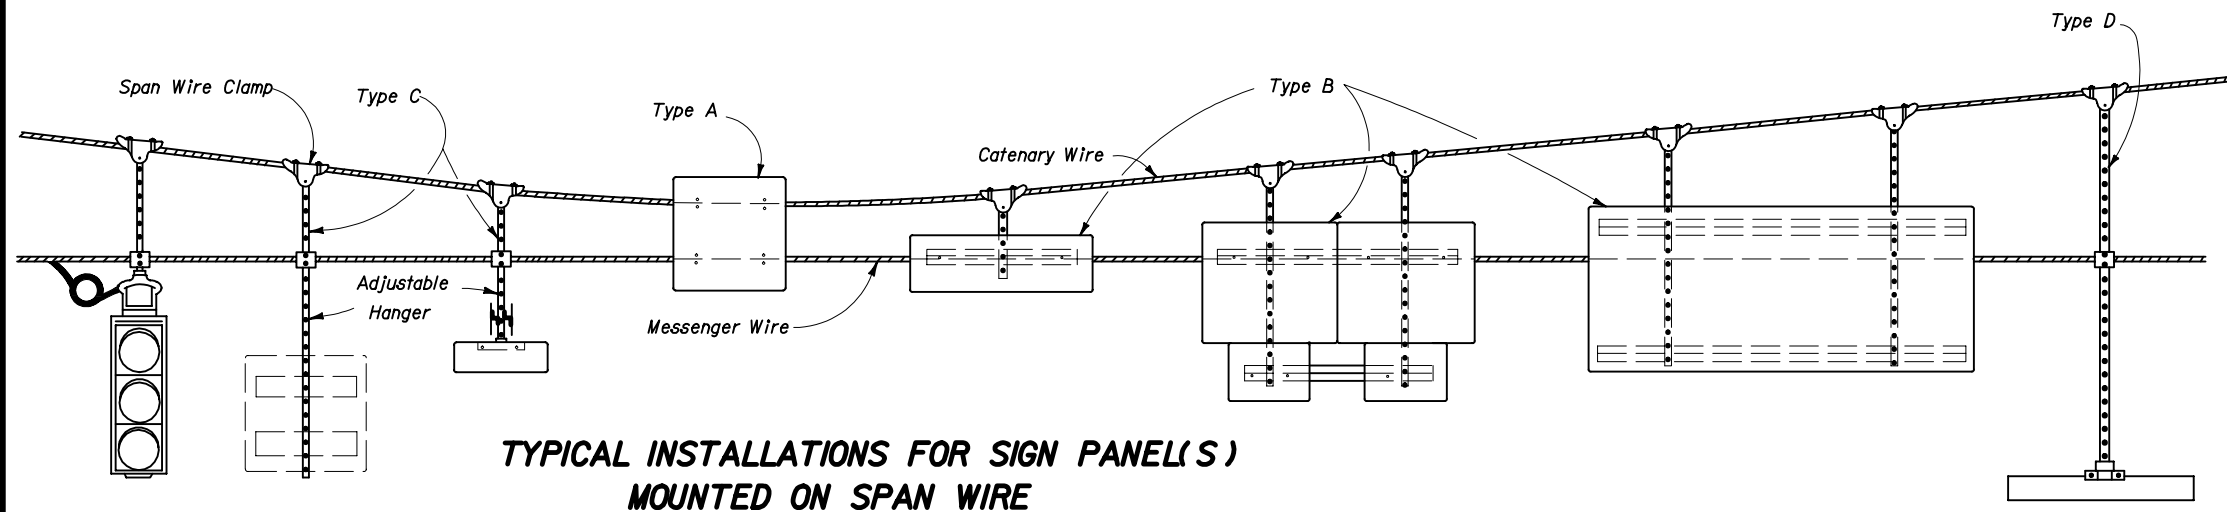 Type D
Span Wire Clamp
Type C
Type A
Type B
Catenary Wire
Adjustable
Hanger
Messenger Wire
TYPICAL INSTALLATIONS FOR SIGN PANEL(S)
MOUNTED ON SPAN WIRE